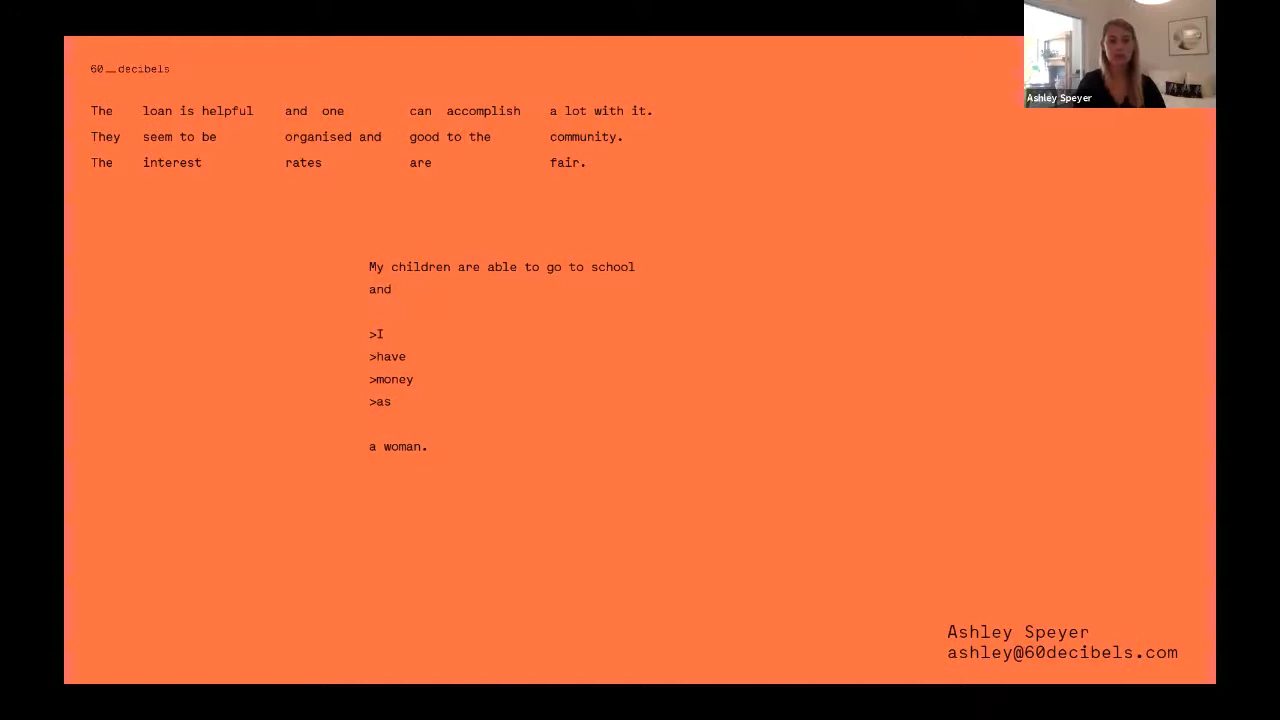 60__decibels
The loan is helpful and one can accomplish a lot with it.
They seem to be organised and good to the community.
The interest rates are fair.
My children are able to go to school
and
>I
>have
>money
>as
a woman.
Ashley Speyer
Ashley Speyer
ashley@60decibels.com